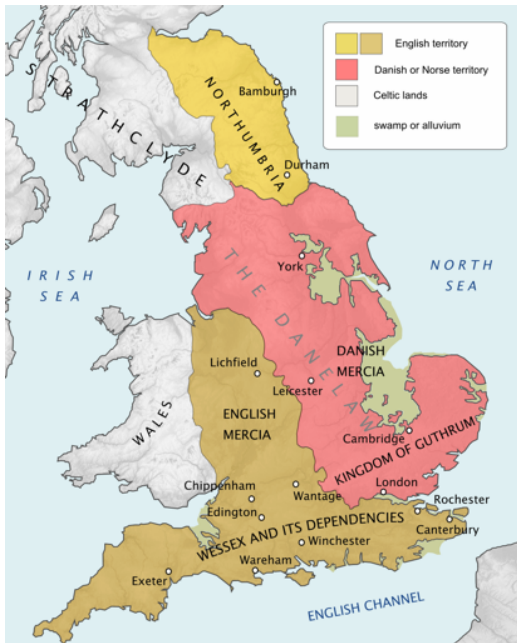 English territory
Danish or Norse territory
Celtic lands
swamp or alluvium
STRATHCLYDE
NORTHUMBRIA
Bamburgh
Durham
IRISH
SEA
NORTH
SEA
York
THE DANELAW
DANISH
MERCIA
Lichfield
Leicester
ENGLISH
MERCIA
WALES
Cambridge
KINGDOM OF GUTHRUM
Chippenham
Wantage
London
Edington
Rochester
WESSEX AND ITS DEPENDENCIES
Canterbury
Winchester
Wareham
Exeter
ENGLISH CHANNEL